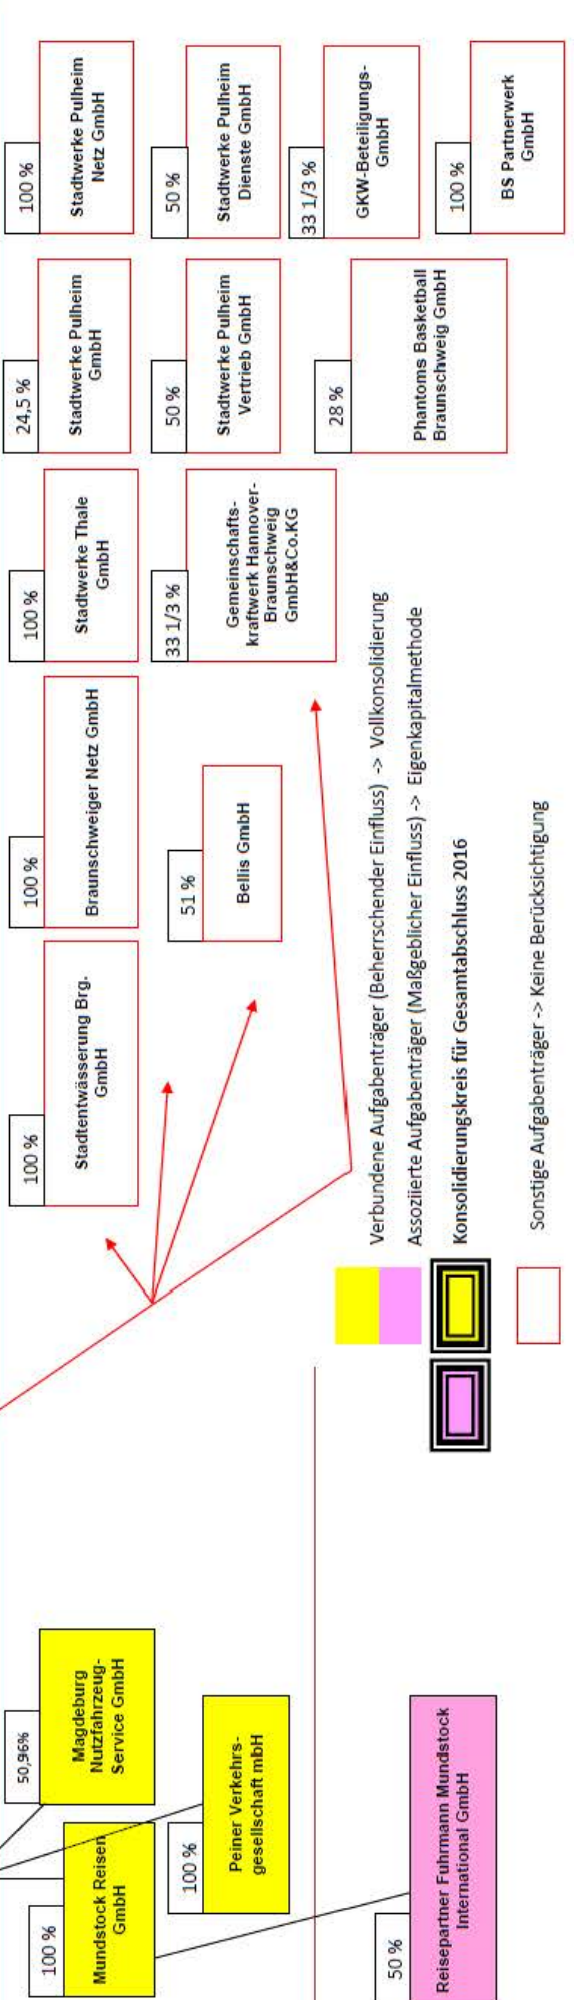 100 %
Mundstock Reisen
GmbH
50,96%
Magdeburg
Nutzfahrzeug-
Service GmbH
100 %
Stadtentwässerung Brg.
GmbH
100 %
Braunschweiger Netz GmbH
100 %
Stadtwerke Thale
GmbH
24,5 %
Stadtwerke Pulheim
GmbH
100 %
Stadtwerke Pulheim
Netz GmbH
100 %
Peiner Verkehrs-
gesellschaft mbH
51 %
Bellis GmbH
33 1/3 %
Gemeinschafts-
kraftwerk Hannover-
Braunschweig
GmbH&Co.KG
50 %
Stadtwerke Pulheim
Vertrieb GmbH
50 %
Stadtwerke Pulheim
Dienste GmbH
28 %
Phantoms Basketball
Braunschweig GmbH
33 1/3 %
GKW-Beteiligungs-
GmbH
50 %
Reisepartner Fuhrmann Mundstock
International GmbH
100 %
BS Partnerwerk
GmbH
Verbundene Aufgabenträger (Beherrschender Einfluss) -> Vollkonsolidierung
Assoziierte Aufgabenträger (Maßgeblicher Einfluss) -> Eigenkapitalmethode
Konsolidierungskreis für Gesamtabschluss 2016
Sonstige Aufgabenträger -> Keine Berücksichtigung